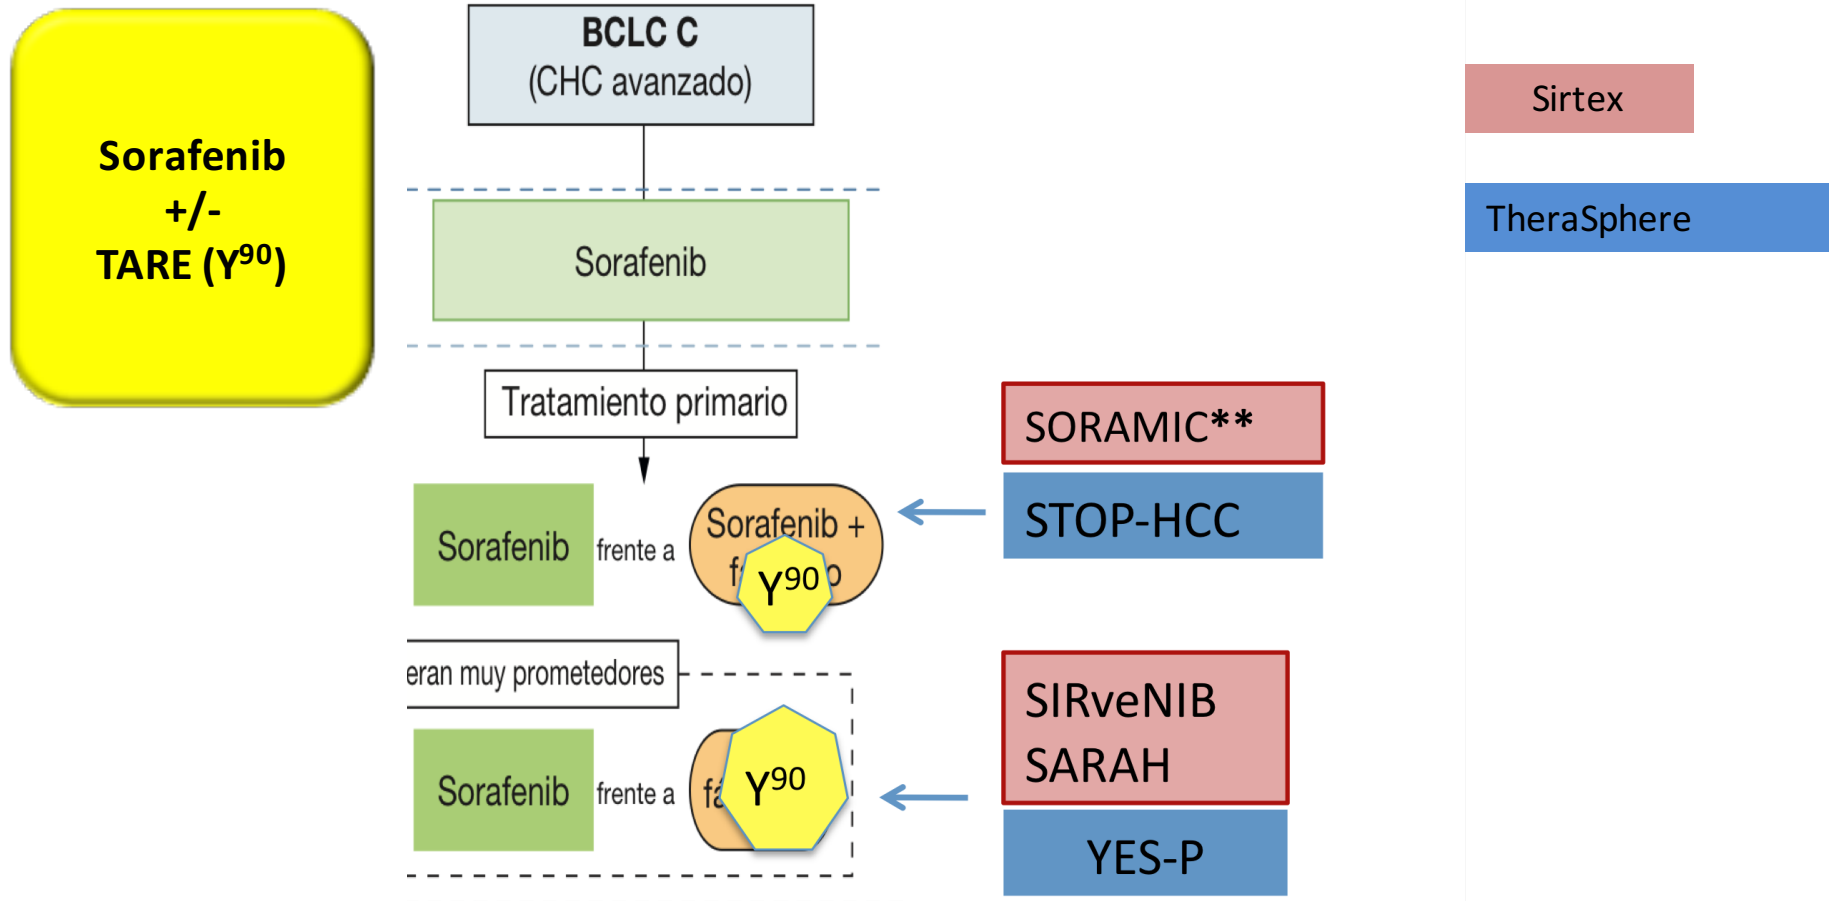 Sorafenib
+/-
TARE (Y⁹⁰)
BCLC C
(CHC avanzado)
Sorafenib
Tratamiento primario
Sorafenib
frente a
Sorafenib +
Y⁹⁰
eran muy prometedores
Sorafenib
frente a
Y⁹⁰
SORAMIC**
STOP-HCC
SIRveNIB
SARAH
YES-P
Sirtex
TheraSphere